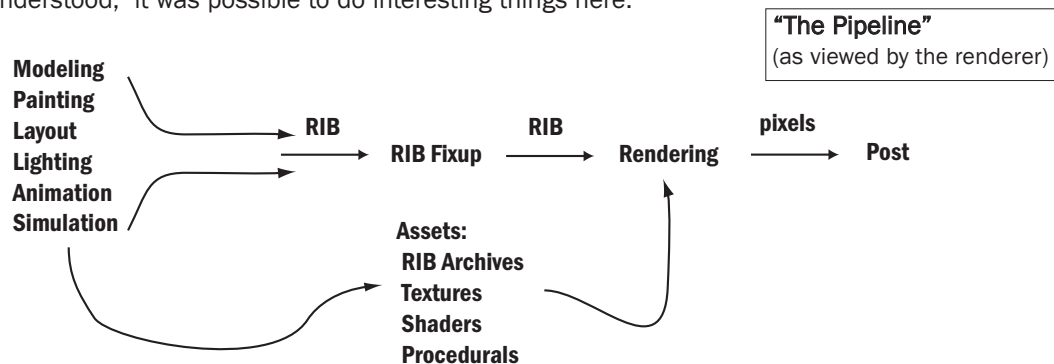 nderstood," it was possible to do interesting things here.
"The Pipeline"
(as viewed by the renderer)
Modeling
Painting
Layout
Lighting
Animation
Simulation
RIB
RIB Fixup
RIB
Rendering
pixels
Post
Assets:
RIB Archives
Textures
Shaders
Procedurals